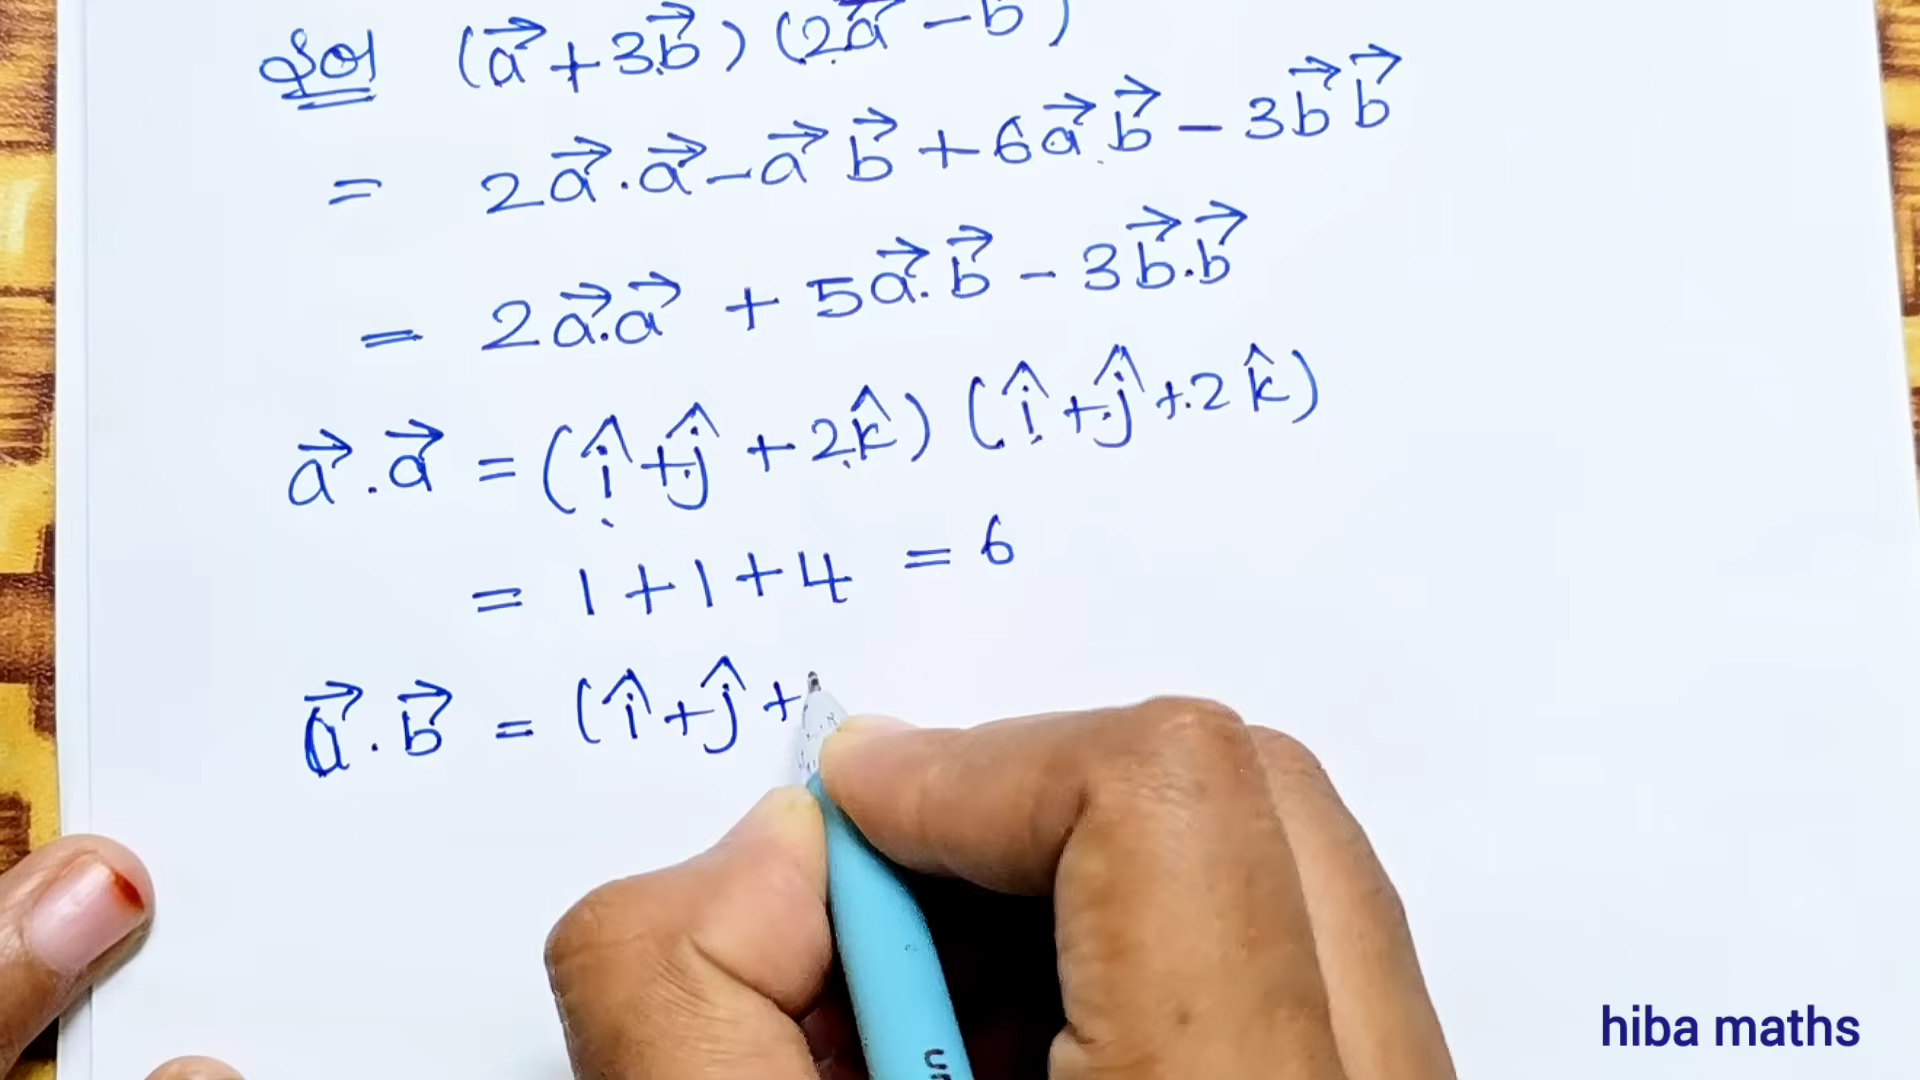 Sol (a⃗ + 3b⃗) (2a⃗ − b)
= 2a⃗.a⃗ − a⃗ b⃗ + 6a⃗.b⃗ − 3b⃗ b⃗
= 2a⃗.a⃗ + 5a⃗.b⃗ − 3b⃗.b⃗
a⃗.a⃗ = (î + ĵ + 2k̂) (î + ĵ + 2k̂)
= 1 + 1 + 4 = 6
a⃗.b⃗ = (î + ĵ +
hiba maths